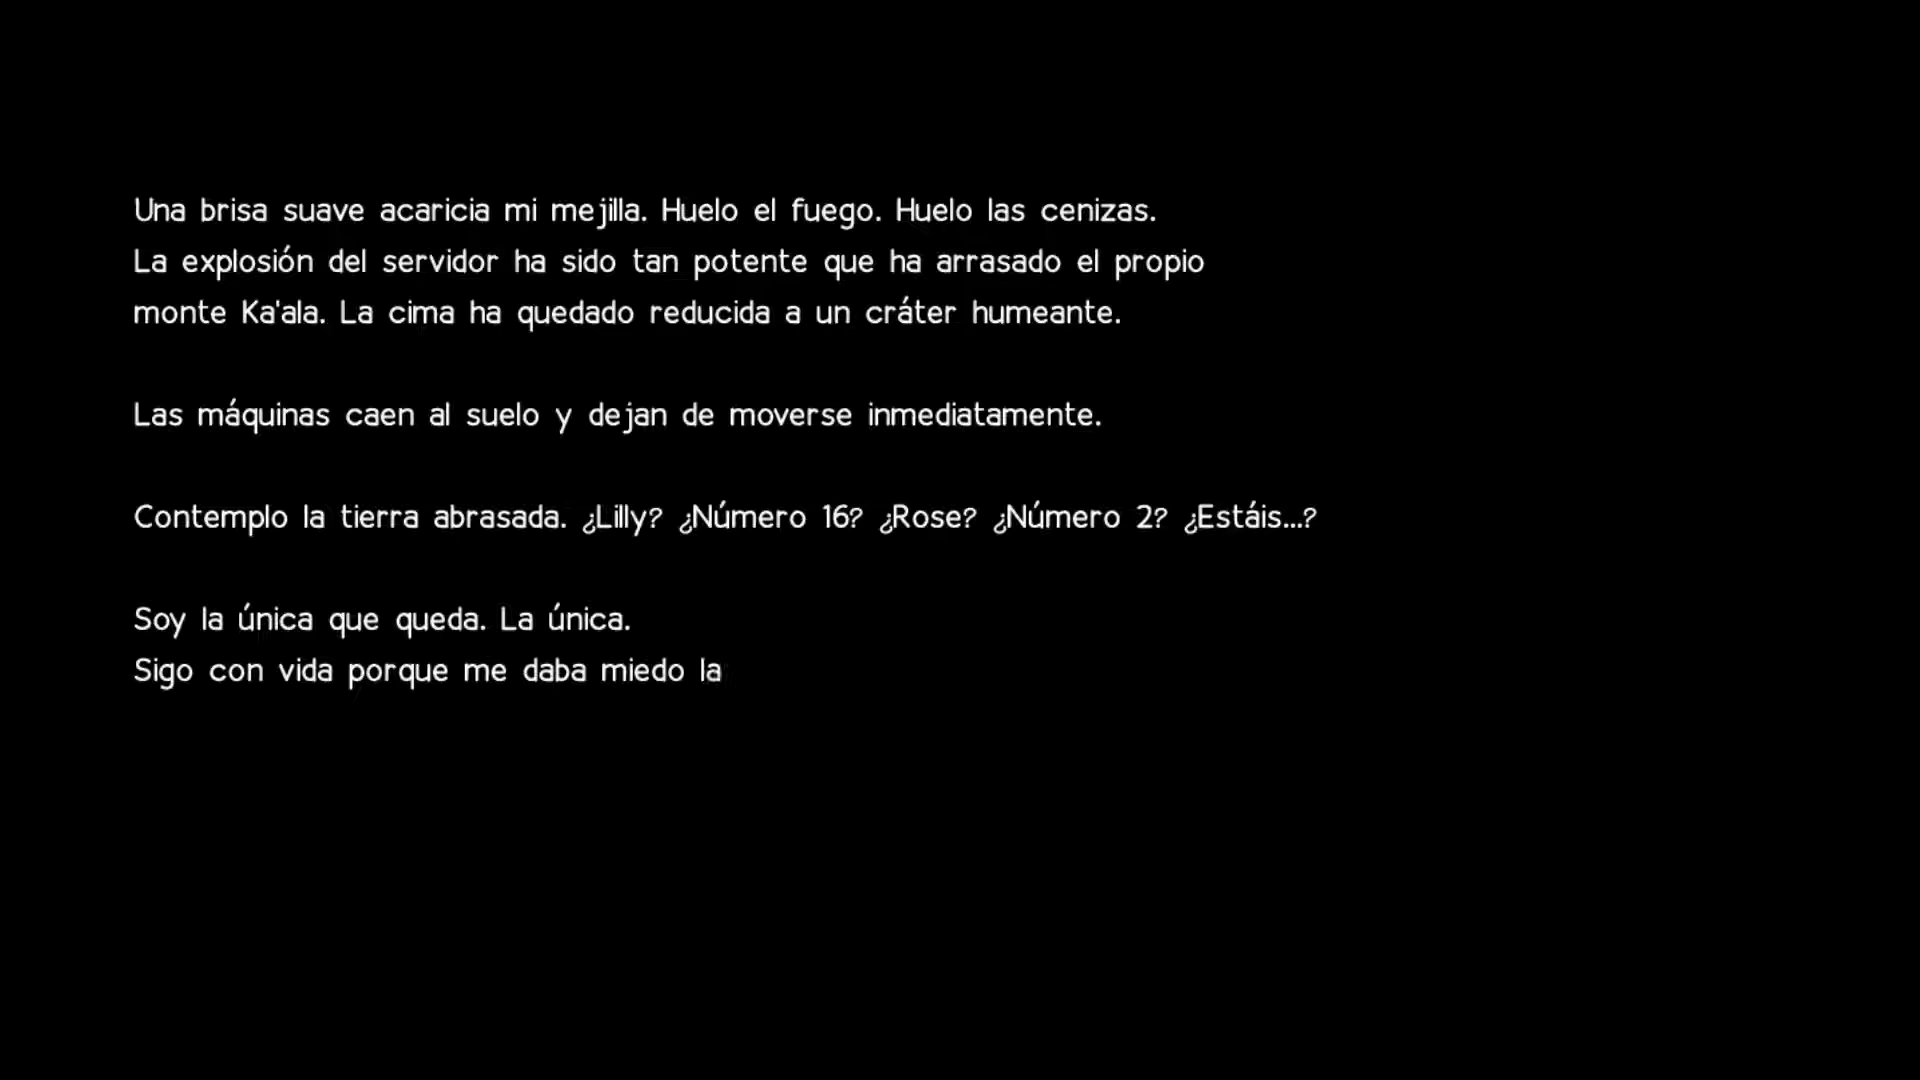 Una brisa suave acaricia mi mejilla. Huelo el fuego. Huelo las cenizas.
La explosión del servidor ha sido tan potente que ha arrasado el propio
monte Ka'ala. La cima ha quedado reducida a un cráter humeante.
Las máquinas caen al suelo y dejan de moverse inmediatamente.
Contemplo la tierra abrasada. ¿Lilly? ¿Número 16? ¿Rose? ¿Número 2? ¿Estáis...?
Soy la única que queda. La única.
Sigo con vida porque me daba miedo la